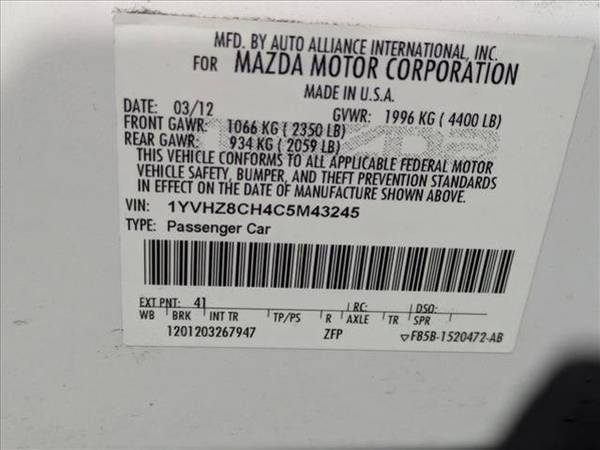 MFD. BY AUTO ALLIANCE INTERNATIONAL, INC.
FOR MAZDA MOTOR CORPORATION
MADE IN U.S.A.
DATE: 03/12 GVWR: 1996 KG ( 4400 LB)
FRONT GAWR: 1066 KG ( 2350 LB)
REAR GAWR: 934 KG ( 2059 LB)
THIS VEHICLE CONFORMS TO ALL APPLICABLE FEDERAL MOTOR
VEHICLE SAFETY, BUMPER, AND THEFT PREVENTION STANDARDS
IN EFFECT ON THE DATE OF MANUFACTURE SHOWN ABOVE.
VIN: 1YVHZ8CH4C5M43245
TYPE: Passenger Car
EXT PNT: 41 RC: DSO:
WB BRK INT TR TP/PS R AXLE TR SPR
1201203267947 ZFP F85B-1520472-AB